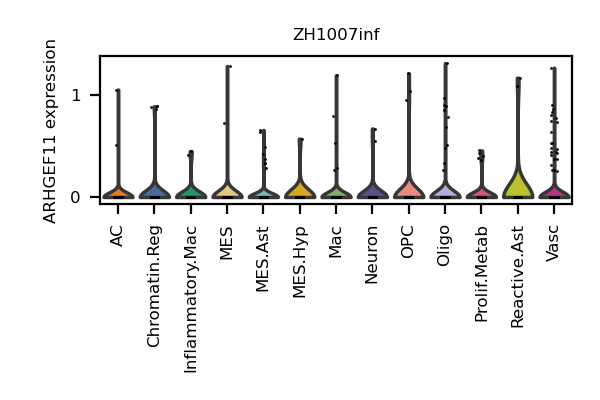 ZH1007inf
ARHGEF11 expression
1
0
AC
Chromatin.Reg
Inflammatory.Mac
MES
MES.Ast
MES.Hyp
Mac
Neuron
OPC
Oligo
Prolif.Metab
Reactive.Ast
Vasc